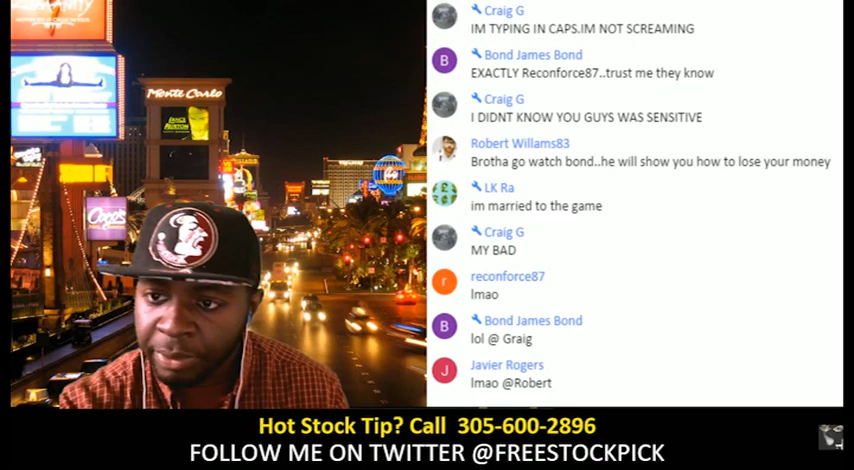 Monte Carlo
LANCE
BURTON
Craig G
IM TYPING IN CAPS.IM NOT SCREAMING
B
Bond James Bond
EXACTLY Reconforce87..trust me they know
Craig G
I DIDNT KNOW YOU GUYS WAS SENSITIVE
Robert Willams83
Brotha go watch bond..he will show you how to lose your money
LK Ra
im married to the game
Craig G
MY BAD
r
reconforce87
lmao
B
Bond James Bond
lol @ Graig
J
Javier Rogers
lmao @Robert
Hot Stock Tip? Call 305-600-2896
FOLLOW ME ON TWITTER @FREESTOCKPICK